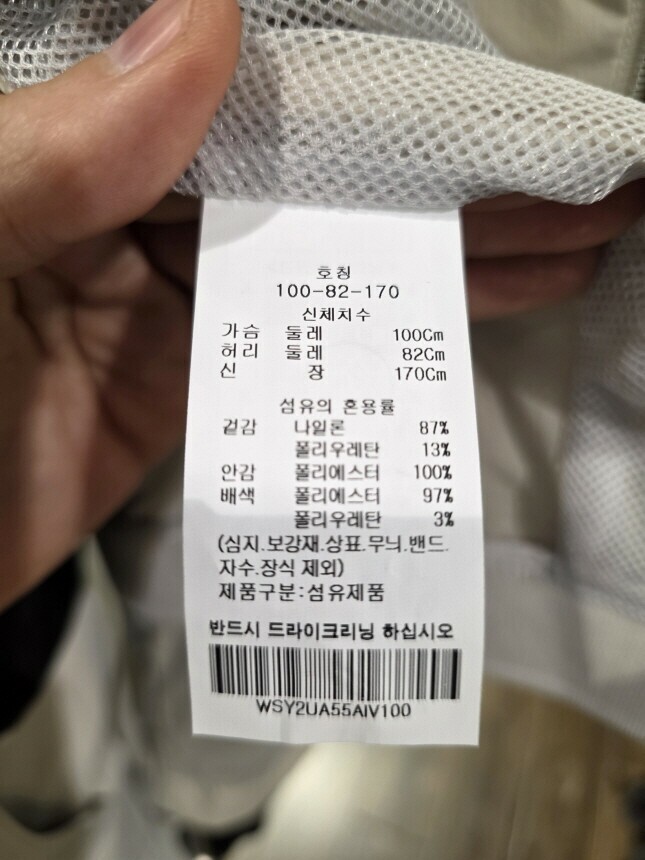 호칭
100-82-170
신체치수
가슴 둘레 100Cm
허리 둘레 82Cm
신 장 170Cm
섬유의 혼용률
겉감 나일론 87%
폴리우레탄 13%
안감 폴리에스터 100%
배색 폴리에스터 97%
폴리우레탄 3%
(심지.보강재.상표.무늬.밴드.
자수.장식 제외)
제품구분:섬유제품
반드시 드라이크리닝 하십시오
WSY2UA55AIV100